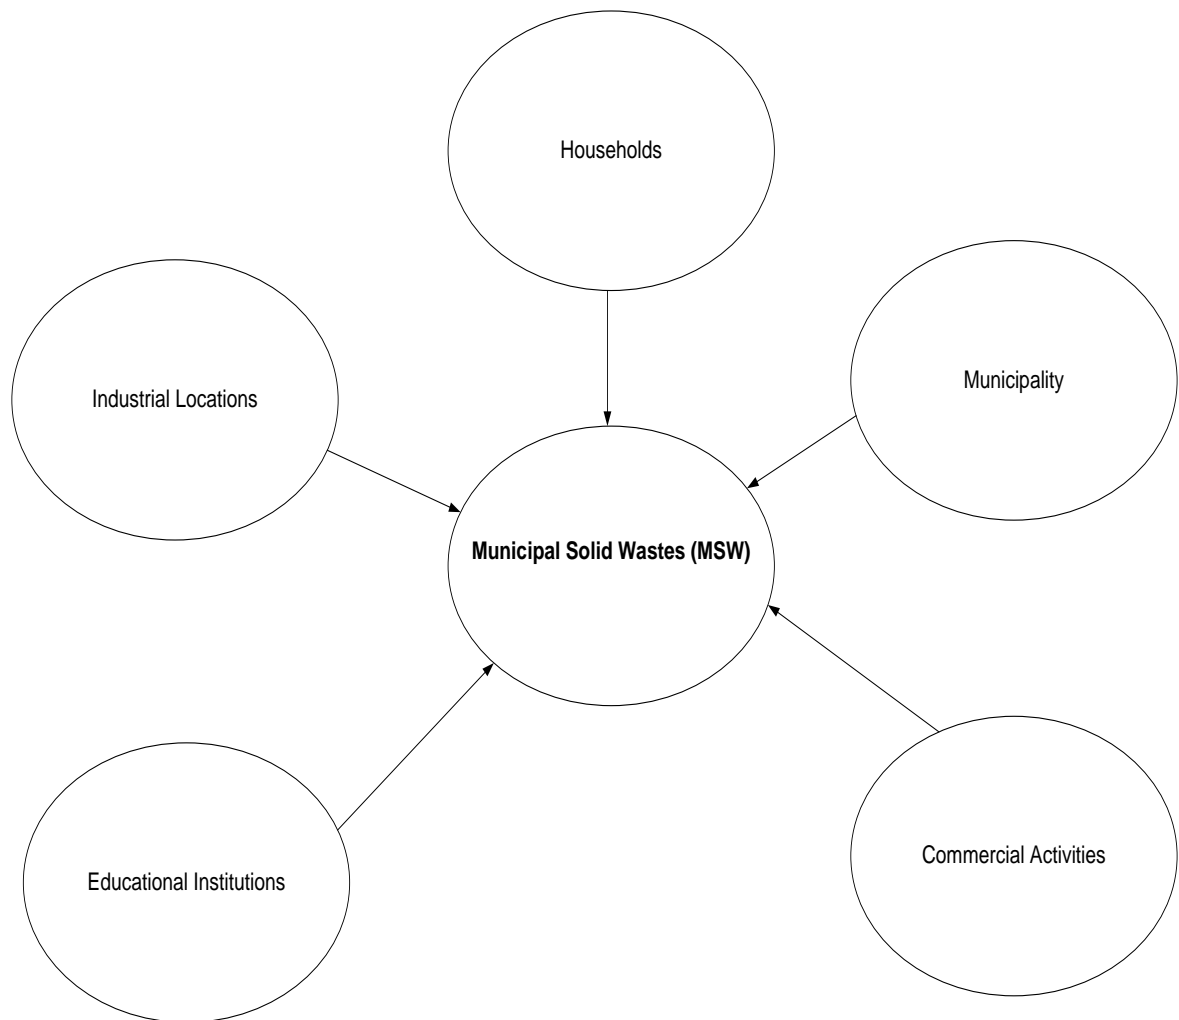 Households
Municipality
Industrial Locations
Municipal Solid Wastes (MSW)
Commercial Activities
Educational Institutions